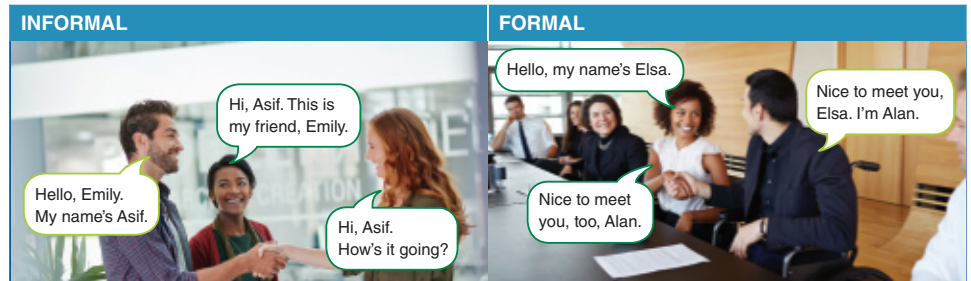 INFORMAL
Hi, Asif. This is
my friend, Emily.
Hello, Emily.
My name's Asif.
Hi, Asif.
How's it going?
FORMAL
Hello, my name's Elsa.
Nice to meet you,
Elsa. I'm Alan.
Nice to meet
you, too, Alan.